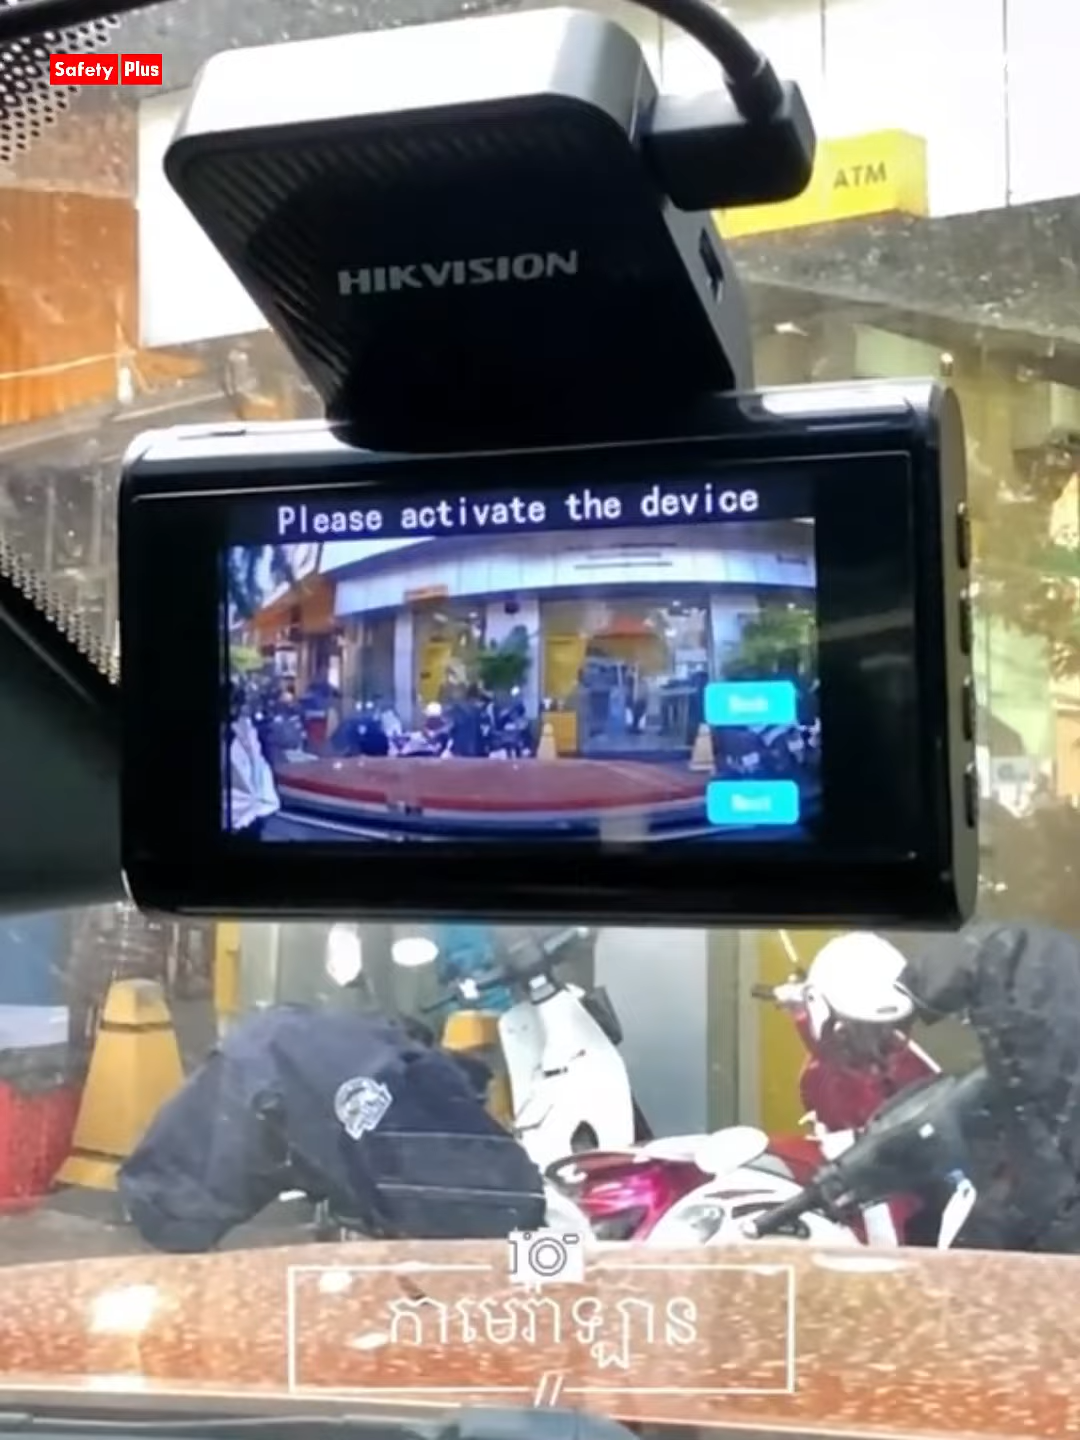 Safety Plus
ATM
HIKVISION
Please activate the device
កាមេរ៉ាឡាន